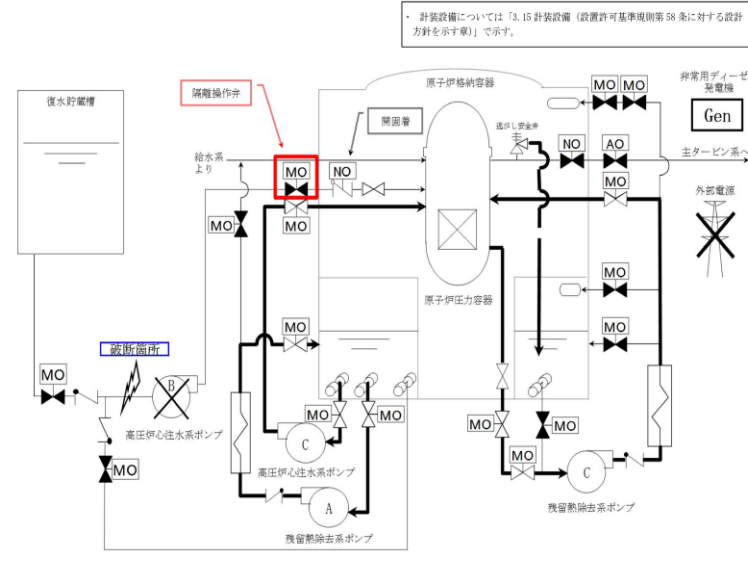 ・ 計装設備については「3.15 計装設備（設置許可基準規則第58条に対する設計
方針を示す章）」で示す。
復水貯蔵槽
隔離操作弁
開固着
原子炉格納容器
逃がし安全弁
MO
MO
非常用ディーゼ
発電機
Gen
給水系
より
MO
NO
NO
AO
主タービン系へ
MO
MO
MO
外部電源
原子炉圧力容器
MO
MO
MO
破断箇所
MO
B
高圧炉心注水系ポンプ
MO
MO
MO
MO
C
高圧炉心注水系ポンプ
MO
MO
C
A
残留熱除去系ポンプ
残留熱除去系ポンプ